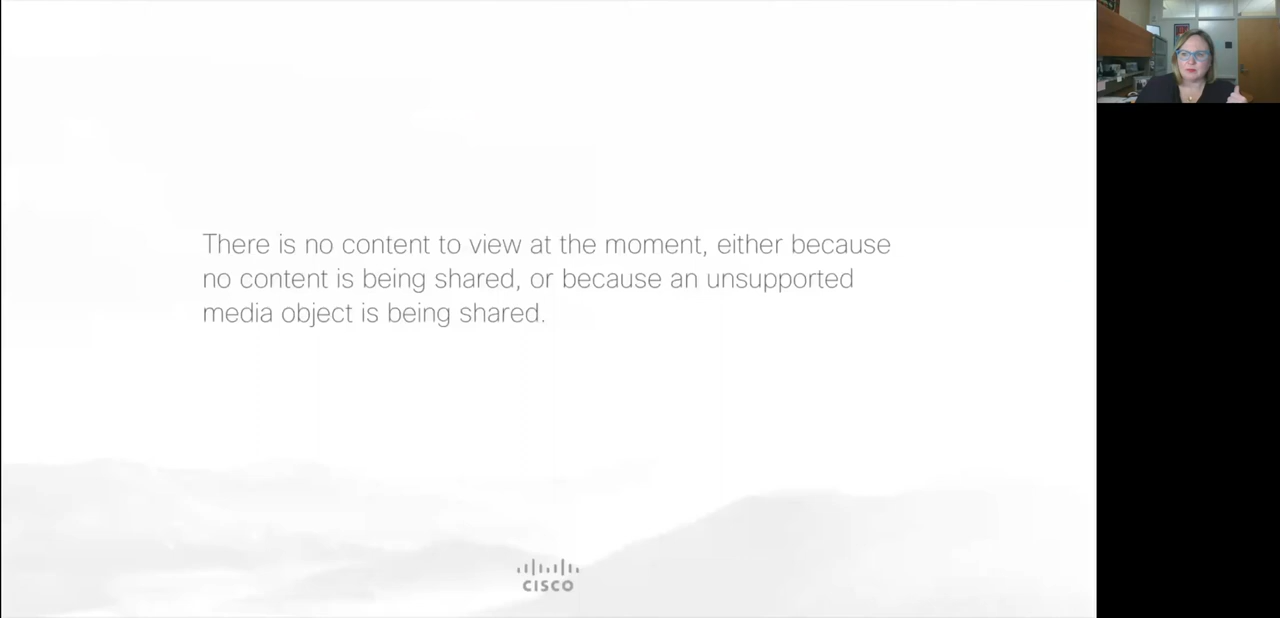 There is no content to view at the moment, either because
no content is being shared, or because an unsupported
media object is being shared.
CISCO